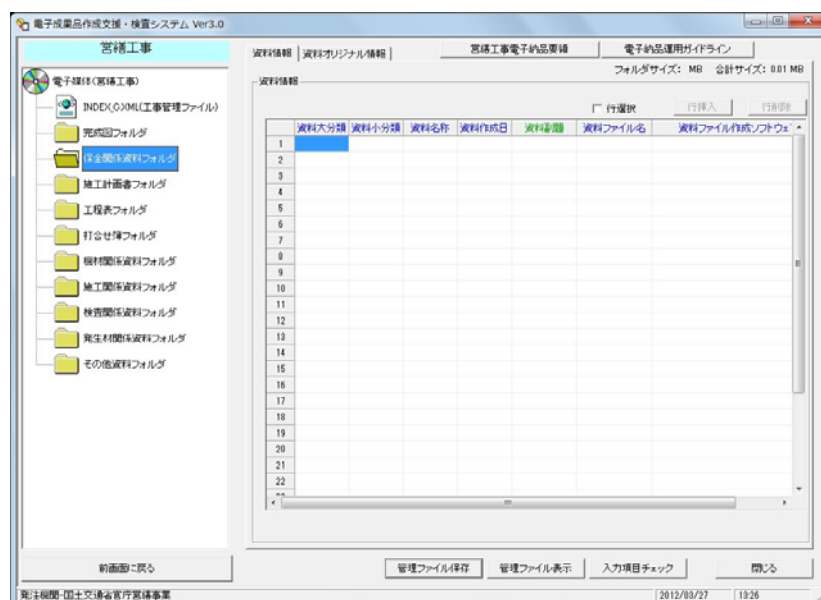 電子成果品作成支援・検査システム Ver3.0
営繕工事
電子媒体(営繕工事)
INDEX_C.XML(工事管理ファイル)
完成図フォルダ
保全関係資料フォルダ
施工計画書フォルダ
工程表フォルダ
打合せ簿フォルダ
機材関係資料フォルダ
施工関係資料フォルダ
検査関係資料フォルダ
発生材関係資料フォルダ
その他資料フォルダ
前画面に戻る
資料情報 資料オリジナル情報 営繕工事電子納品要領 電子納品運用ガイドライン
フォルダサイズ: MB 合計サイズ: 0.01 MB
資料情報
行選択 行挿入 行削除
資料大分類 資料小分類 資料名称 資料作成日 資料副題 資料ファイル名 資料ファイル作成ソフトウェ
1
2
3
4
5
6
7
8
9
10
11
12
13
14
15
16
17
18
19
20
21
22
管理ファイル保存 管理ファイル表示 入力項目チェック 閉じる
発注機関-国土交通省官庁営繕事業 2012/03/27 13:26